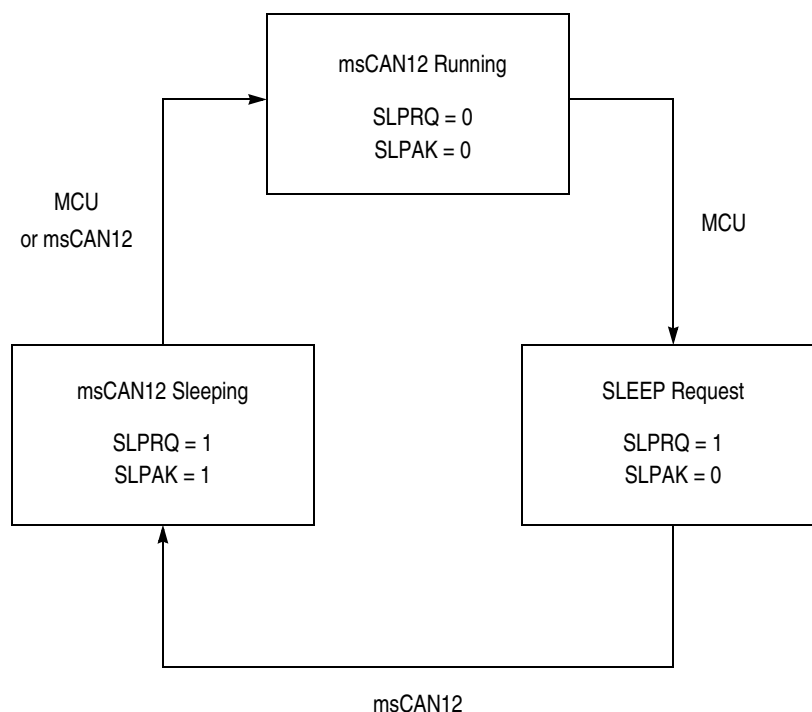 msCAN12 Running
SLPRQ = 0
SLPAK = 0
MCU
or msCAN12
MCU
msCAN12 Sleeping
SLPRQ = 1
SLPAK = 1
SLEEP Request
SLPRQ = 1
SLPAK = 0
msCAN12